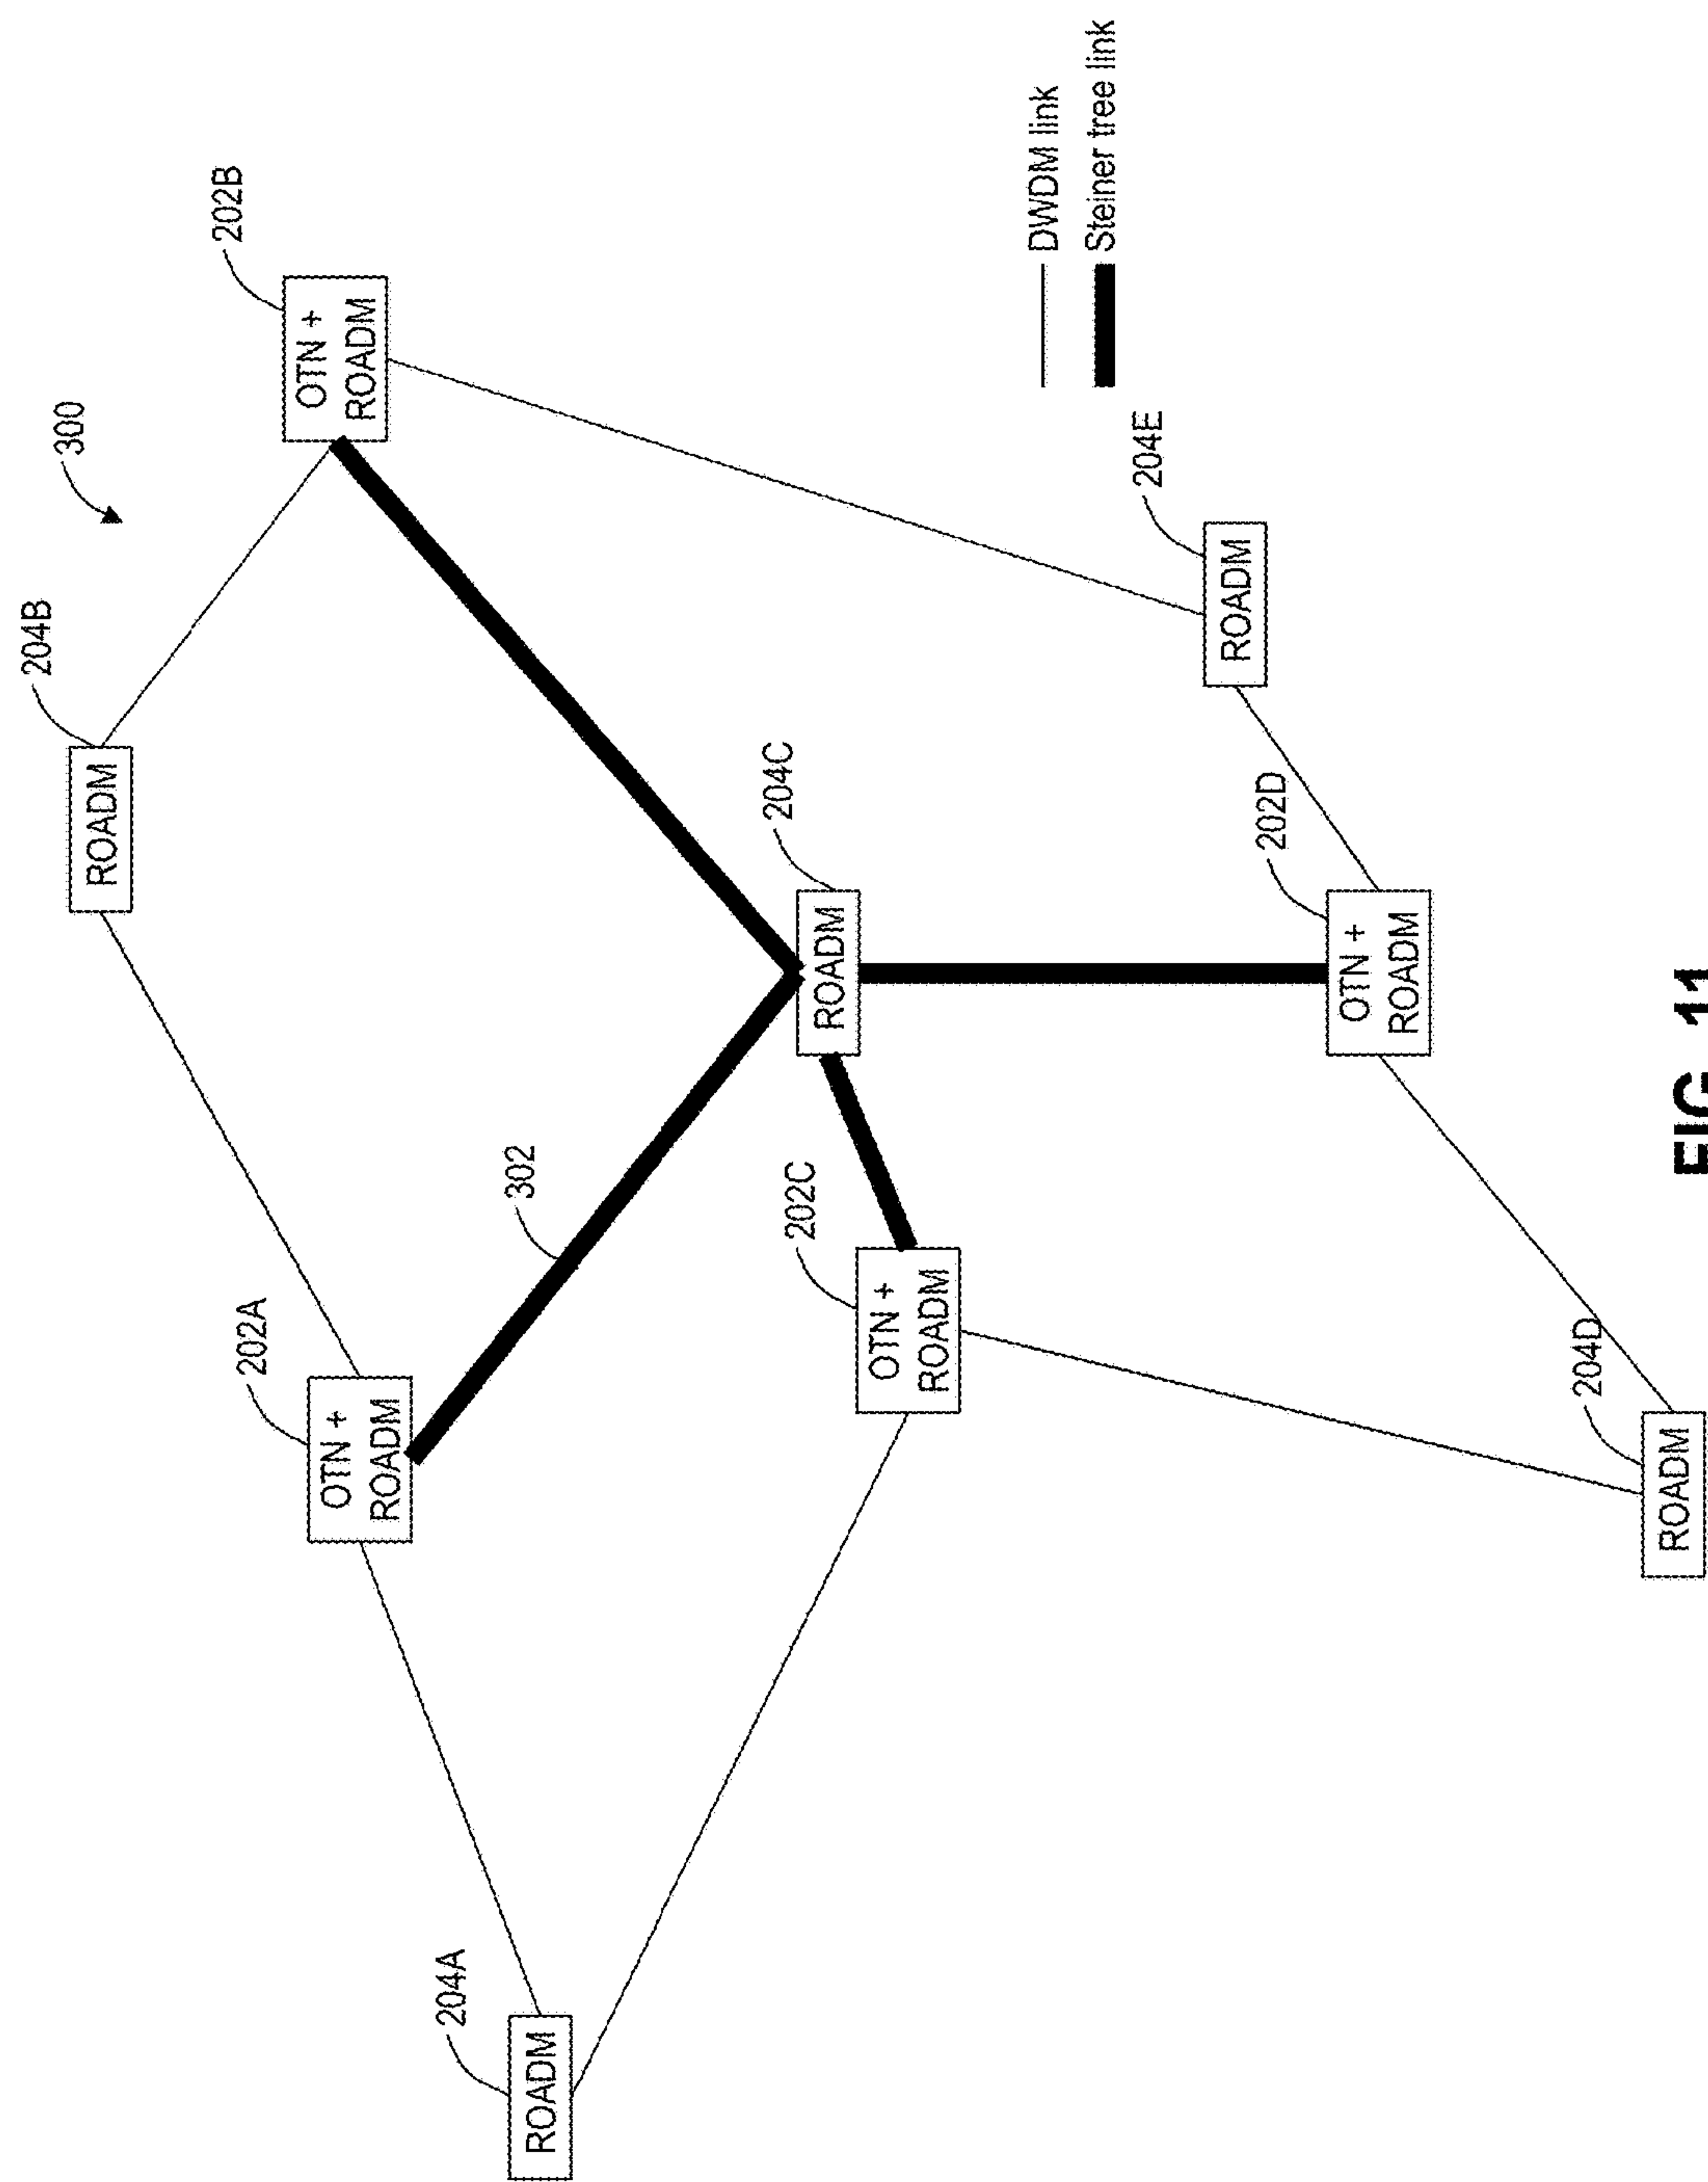 300
204B
ROADM
202B
OTN +
ROADM
202A
OTN +
ROADM
302
204A
ROADM
204C
ROADM
202C
OTN +
ROADM
204E
ROADM
DWDM link
Steiner tree link
202D
OTN +
ROADM
204D
ROADM
FIG. 11